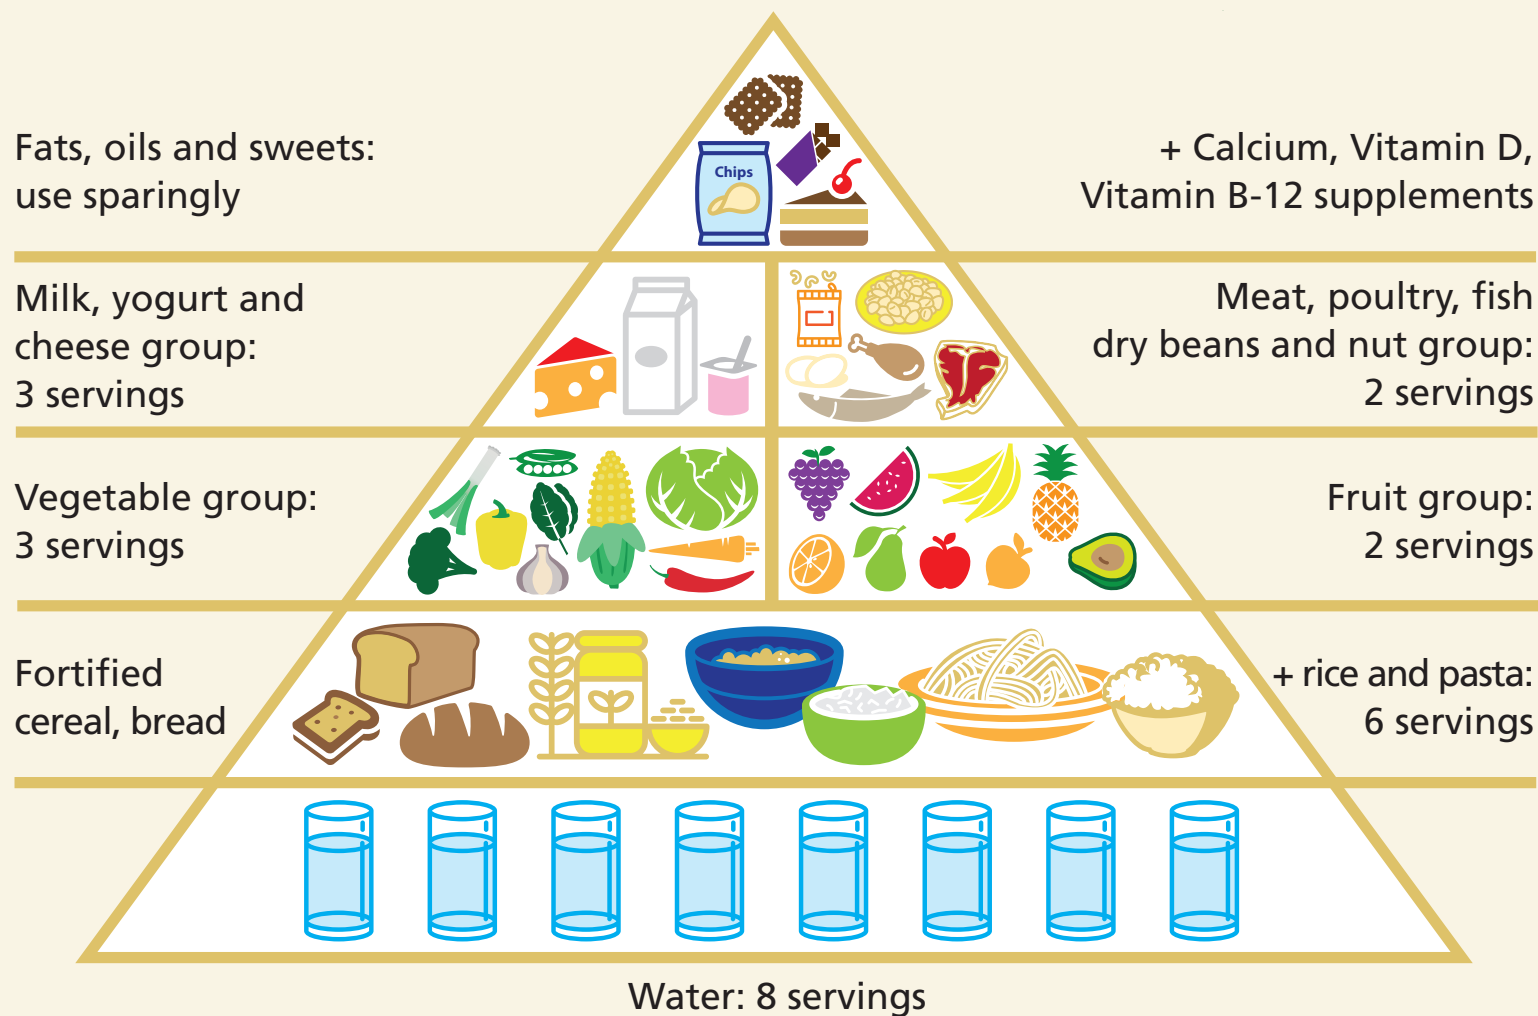 Fats, oils and sweets:
use sparingly
+ Calcium, Vitamin D,
Vitamin B-12 supplements
Chips
Milk, yogurt and
cheese group:
3 servings
Meat, poultry, fish
dry beans and nut group:
2 servings
Vegetable group:
3 servings
Fruit group:
2 servings
Fortified
cereal, bread
+ rice and pasta:
6 servings
Water: 8 servings